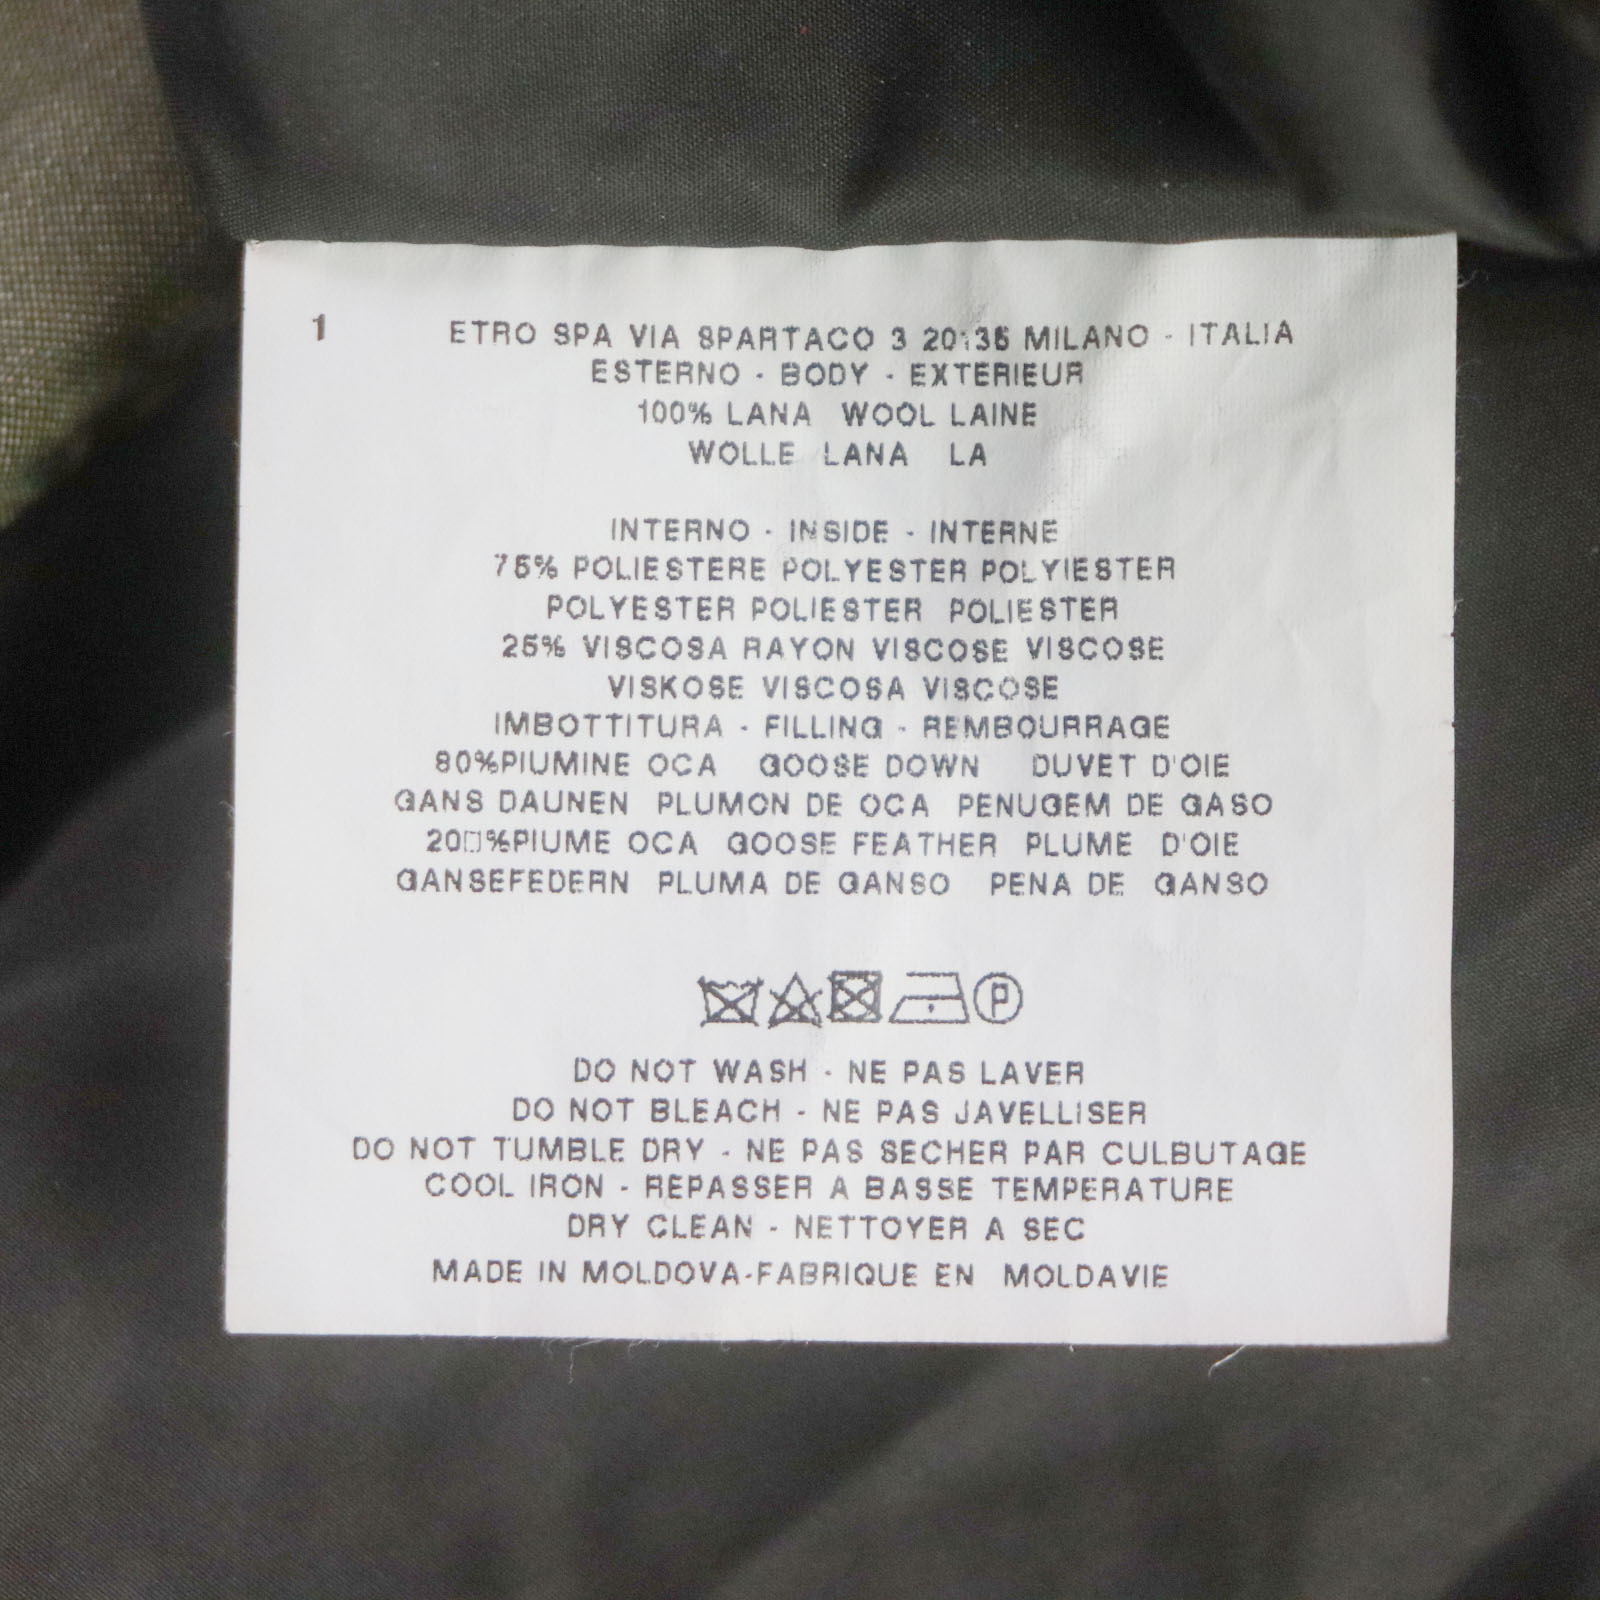 1 ETRO SPA VIA SPARTACO 3 20135 MILANO - ITALIA
ESTERNO - BODY - EXTERIEUR
100% LANA WOOL LAINE
WOLLE LANA LA
INTERNO - INSIDE - INTERNE
75% POLIESTERE POLYESTER POLYIESTER
POLYESTER POLIESTER POLIESTER
25% VISCOSA RAYON VISCOSE VISCOSE
VISKOSE VISCOSA VISCOSE
IMBOTTITURA - FILLING - REMBOURRAGE
80%PIUMINE OCA GOOSE DOWN DUVET D'OIE
GANS DAUNEN PLUMON DE OCA PENUGEM DE GASO
20□%PIUME OCA GOOSE FEATHER PLUME D'OIE
GANSEFEDERN PLUMA DE GANSO PENA DE GANSO
P
DO NOT WASH - NE PAS LAVER
DO NOT BLEACH - NE PAS JAVELLISER
DO NOT TUMBLE DRY - NE PAS SECHER PAR CULBUTAGE
COOL IRON - REPASSER A BASSE TEMPERATURE
DRY CLEAN - NETTOYER A SEC
MADE IN MOLDOVA-FABRIQUE EN MOLDAVIE